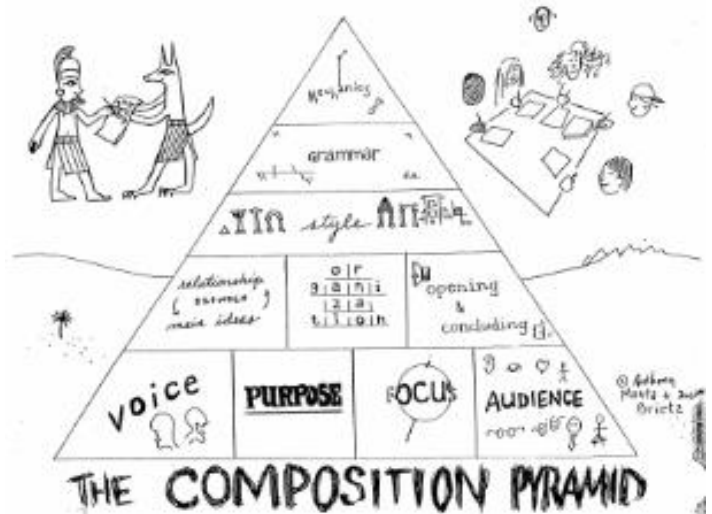 Mechanics
Grammar
style
relationship
between
main ideas
or
gani
za
tion
opening
&
concluding
Voice
PURPOSE
FOCUS
AUDIENCE
©
THE COMPOSITION PYRAMID